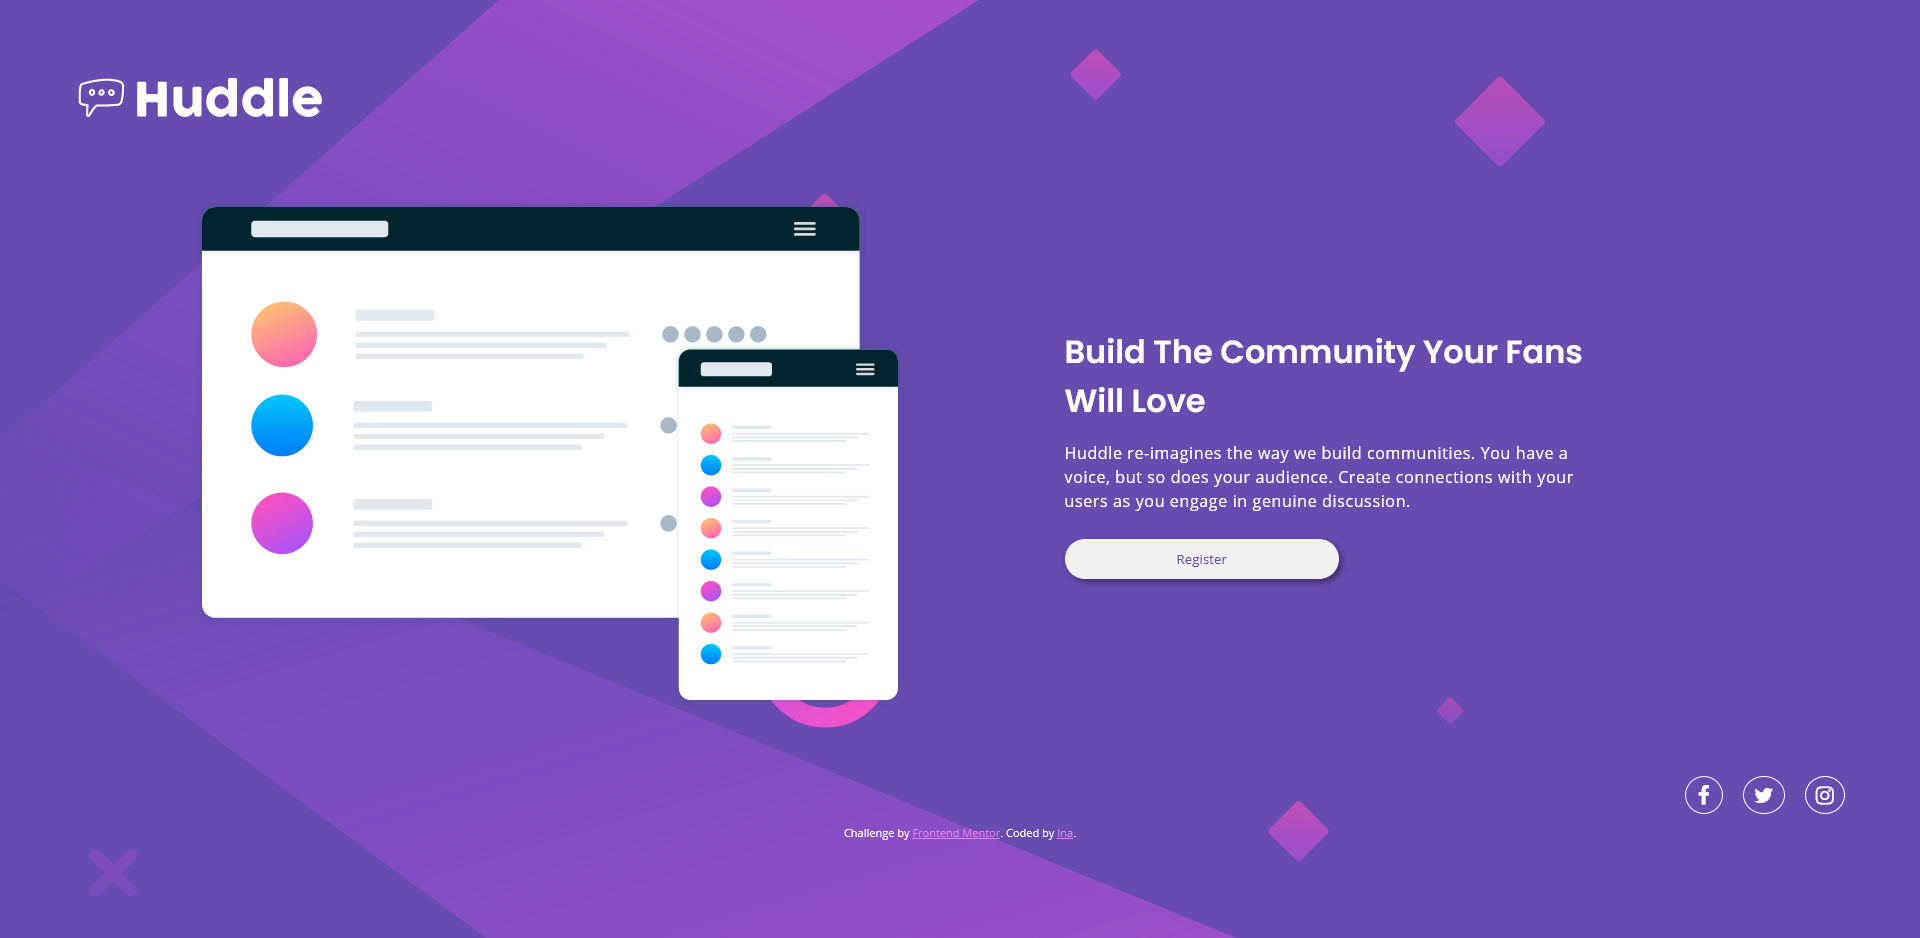 Huddle
Build The Community Your Fans
Will Love
Huddle re-imagines the way we build communities. You have a
voice, but so does your audience. Create connections with your
users as you engage in genuine discussion.
Register
Challenge by Frontend Mentor. Coded by Ina.